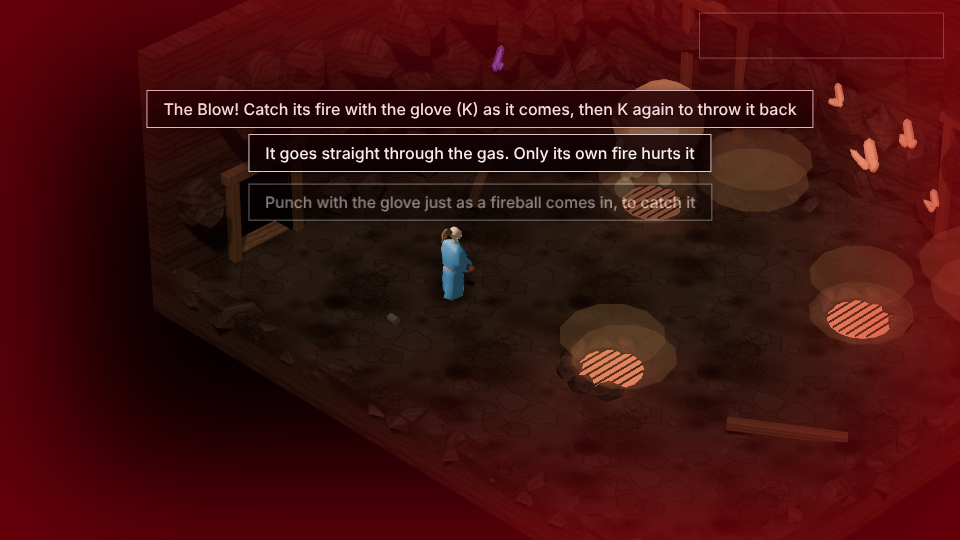 The Blow! Catch its fire with the glove (K) as it comes, then K again to throw it back
It goes straight through the gas. Only its own fire hurts it
Punch with the glove just as a fireball comes in, to catch it